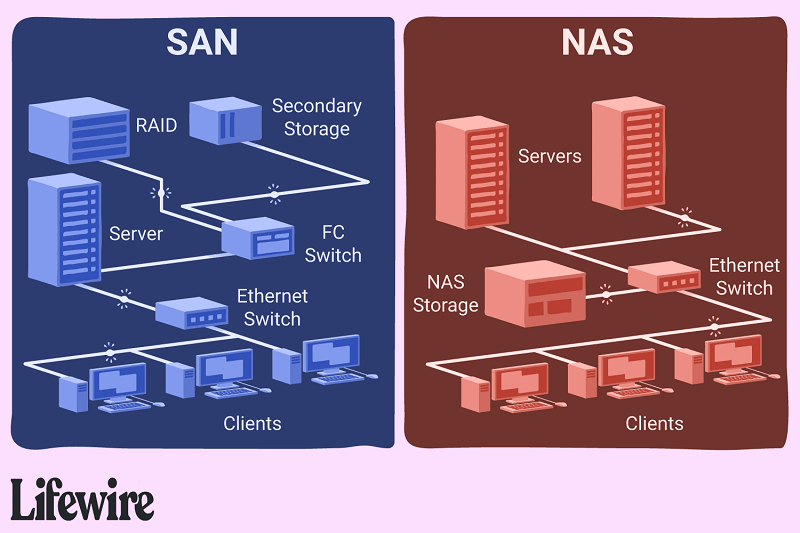 SAN
RAID
Secondary
Storage
Server
FC
Switch
Ethernet
Switch
Clients
NAS
Servers
NAS
Storage
Ethernet
Switch
Clients
Lifewire